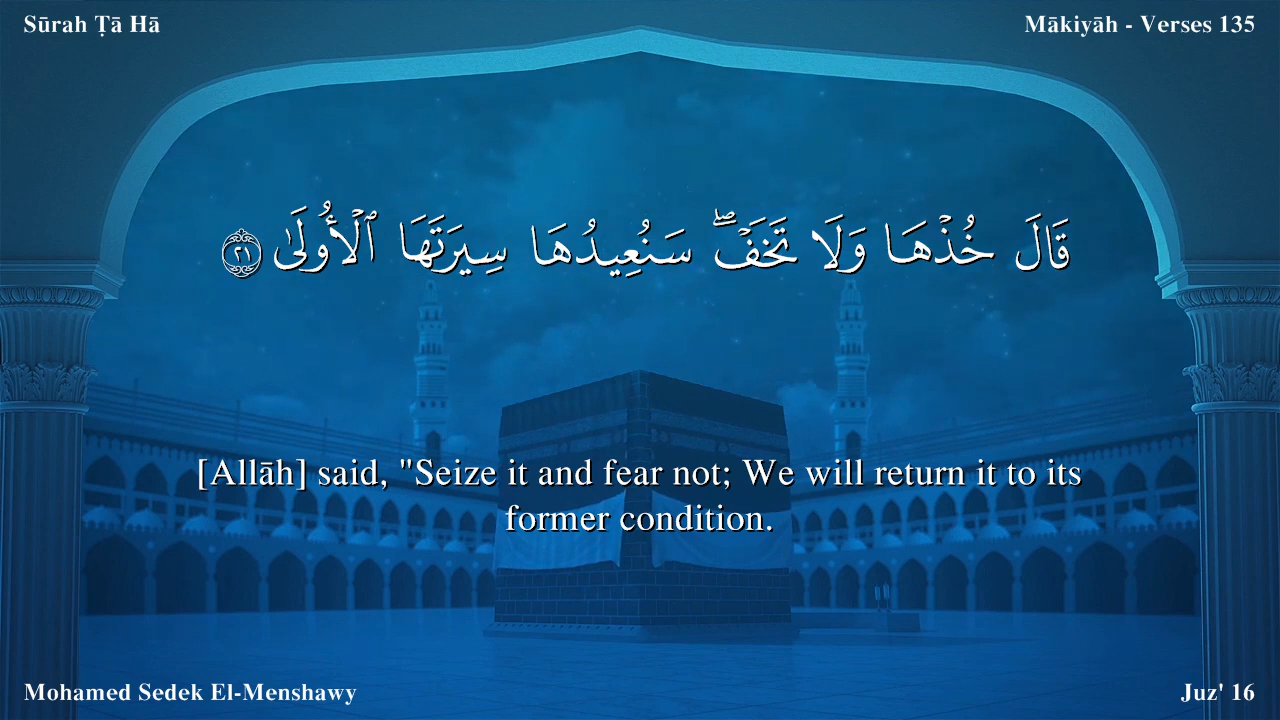 Sūrah Ṭā Hā
Mākiyāh - Verses 135
قَالَ خُذْهَا وَلَا تَخَفْ ۖ سَنُعِيدُهَا سِيرَتَهَا ٱلْأُولَىٰ ٢١
[Allāh] said, "Seize it and fear not; We will return it to its
former condition.
Mohamed Sedek El-Menshawy
Juz' 16